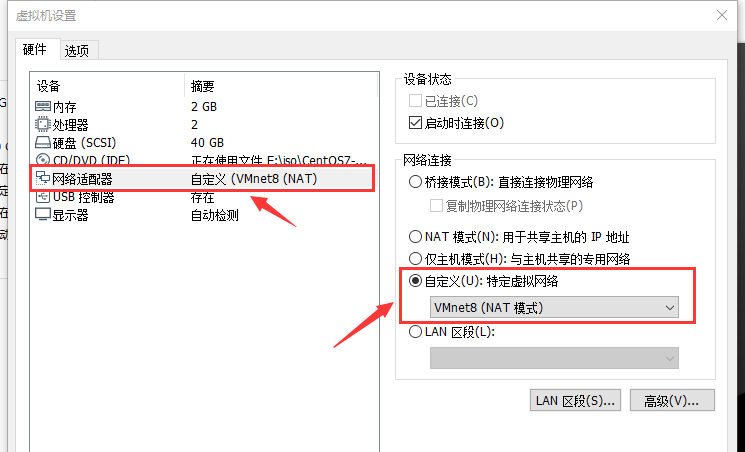 虚拟机设置
硬件 选项
设备 摘要
内存 2 GB
处理器 2
硬盘 (SCSI) 40 GB
CD/DVD (IDE) 正在使用文件 E:\iso\CentOS7-...
网络适配器 自定义 (VMnet8 (NAT)
USB 控制器 存在
显示器 自动检测
设备状态
已连接(C)
启动时连接(O)
网络连接
桥接模式(B): 直接连接物理网络
复制物理网络连接状态(P)
NAT 模式(N): 用于共享主机的 IP 地址
仅主机模式(H): 与主机共享的专用网络
自定义(U): 特定虚拟网络
VMnet8 (NAT 模式)
LAN 区段(L):
LAN 区段(S)... 高级(V)...